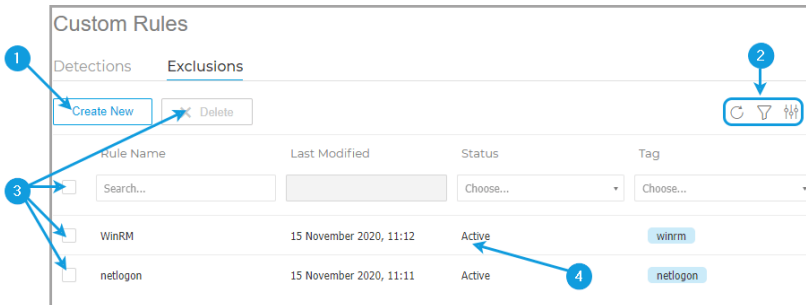 Custom Rules
Detections Exclusions
1
2
Create New Delete
Rule Name Last Modified Status Tag
3
Search... Choose... Choose...
WinRM 15 November 2020, 11:12 Active winrm
netlogon 15 November 2020, 11:11 Active netlogon
4